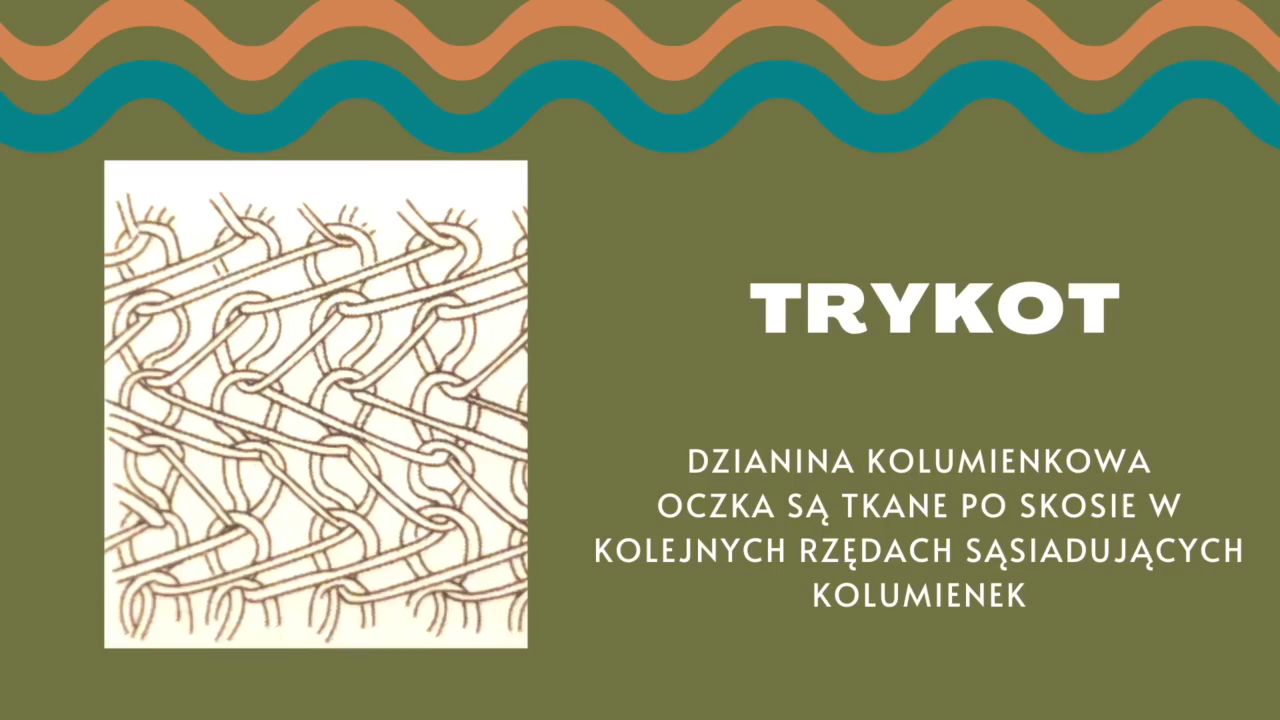 TRYKOT
DZIANINA KOLUMIENKOWA
OCZKA SĄ TKANE PO SKOSIE W
KOLEJNYCH RZĘDACH SĄSIADUJĄCYCH
KOLUMIENEK